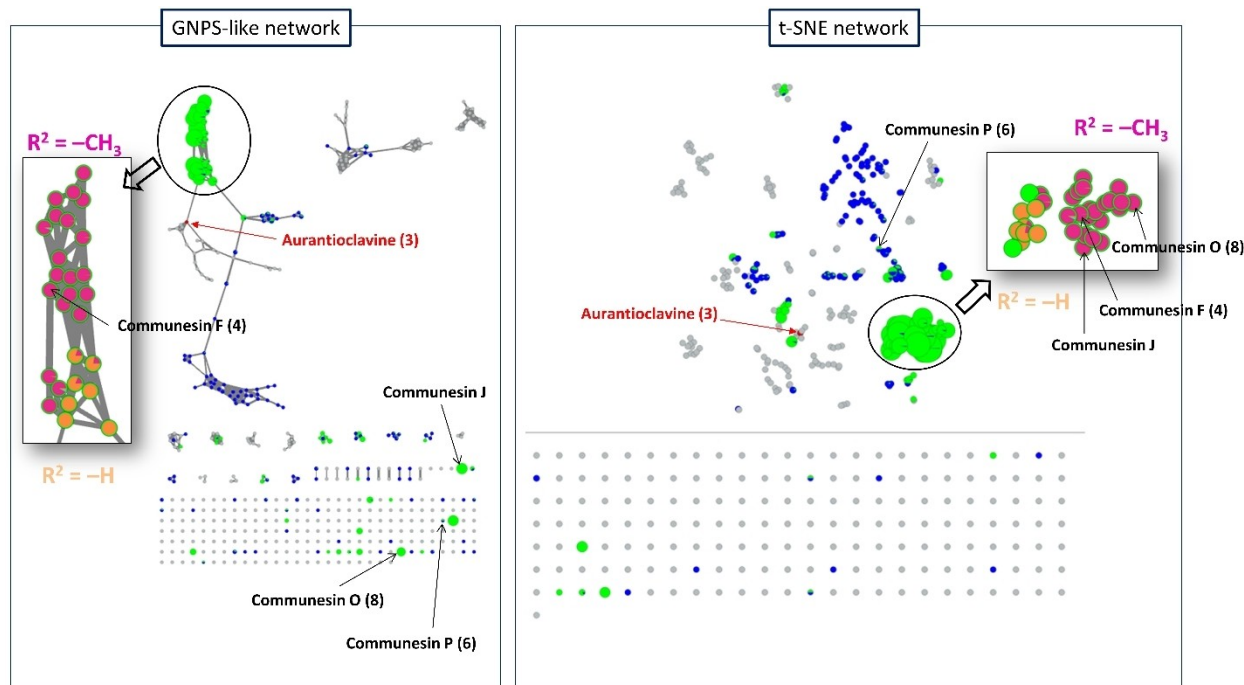 GNPS-like network
R² = –CH₃
Aurantioclavine (3)
Communesin F (4)
Communesin J
R² = –H
Communesin O (8)
Communesin P (6)
t-SNE network
Communesin P (6)
R² = –CH₃
Communesin O (8)
R² = –H
Communesin F (4)
Aurantioclavine (3)
Communesin J